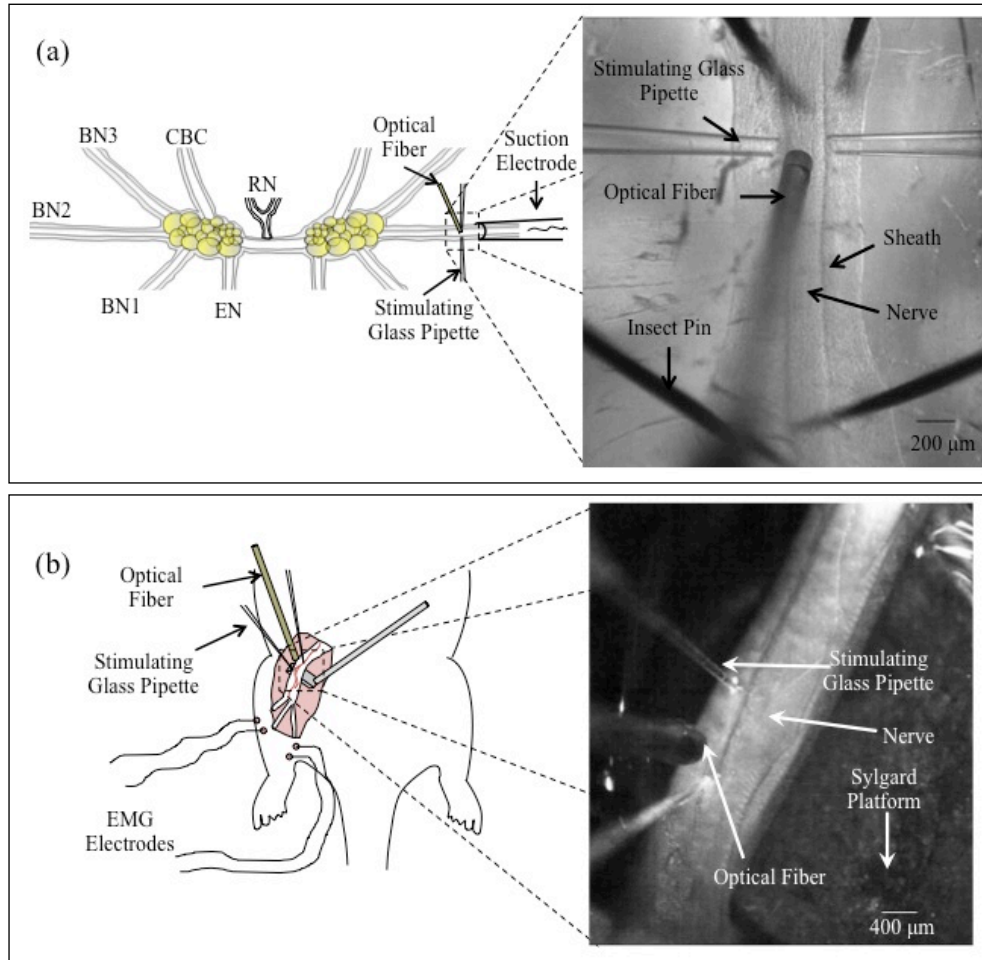 (a)
BN3
CBC
RN
BN2
BN1
EN
Optical
Fiber
Suction
Electrode
Stimulating
Glass Pipette
Stimulating Glass
Pipette
Optical Fiber
Sheath
Nerve
Insect Pin
200 μm
(b)
Optical
Fiber
Stimulating
Glass Pipette
EMG
Electrodes
Stimulating
Glass Pipette
Nerve
Sylgard
Platform
Optical Fiber
400 μm